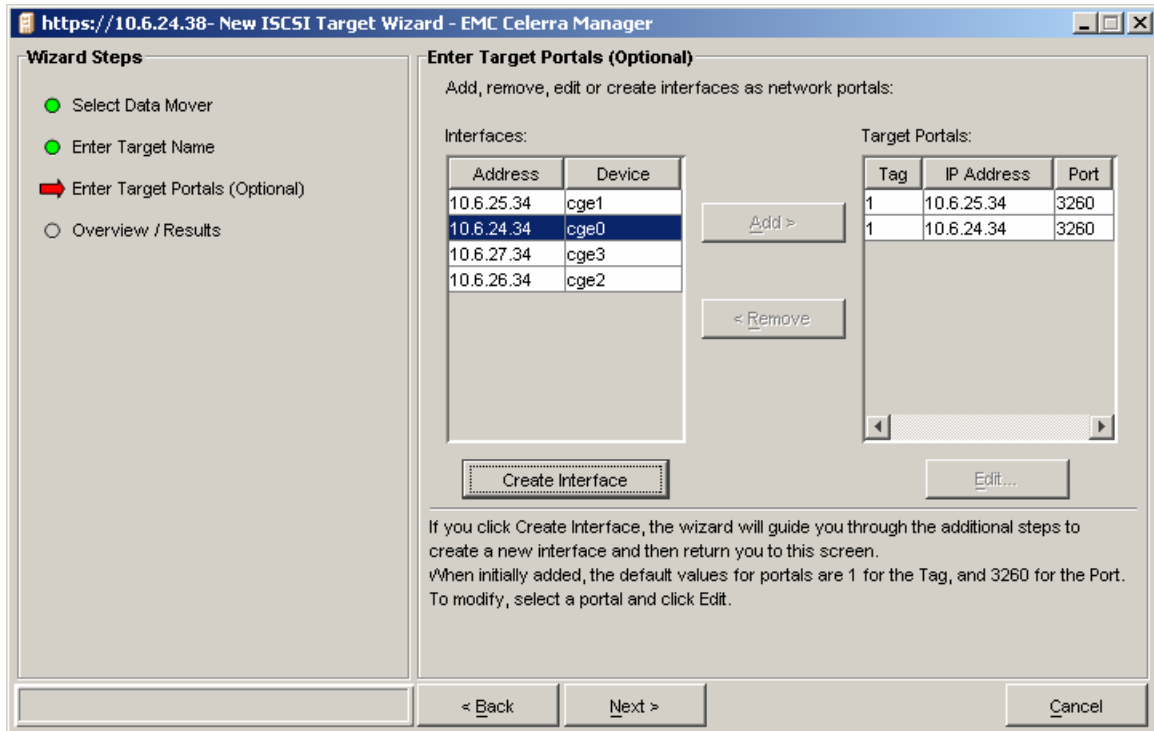 https://10.6.24.38- New ISCSI Target Wizard - EMC Celerra Manager
Wizard Steps
Select Data Mover
Enter Target Name
Enter Target Portals (Optional)
Overview / Results
Enter Target Portals (Optional)
Add, remove, edit or create interfaces as network portals:
Interfaces:
Address Device
10.6.25.34 cge1
10.6.24.34 cge0
10.6.27.34 cge3
10.6.26.34 cge2
Create Interface
Add >
< Remove
Target Portals:
Tag IP Address Port
1 10.6.25.34 3260
1 10.6.24.34 3260
Edit...
If you click Create Interface, the wizard will guide you through the additional steps to
create a new interface and then return you to this screen.
When initially added, the default values for portals are 1 for the Tag, and 3260 for the Port.
To modify, select a portal and click Edit.
< Back
Next >
Cancel